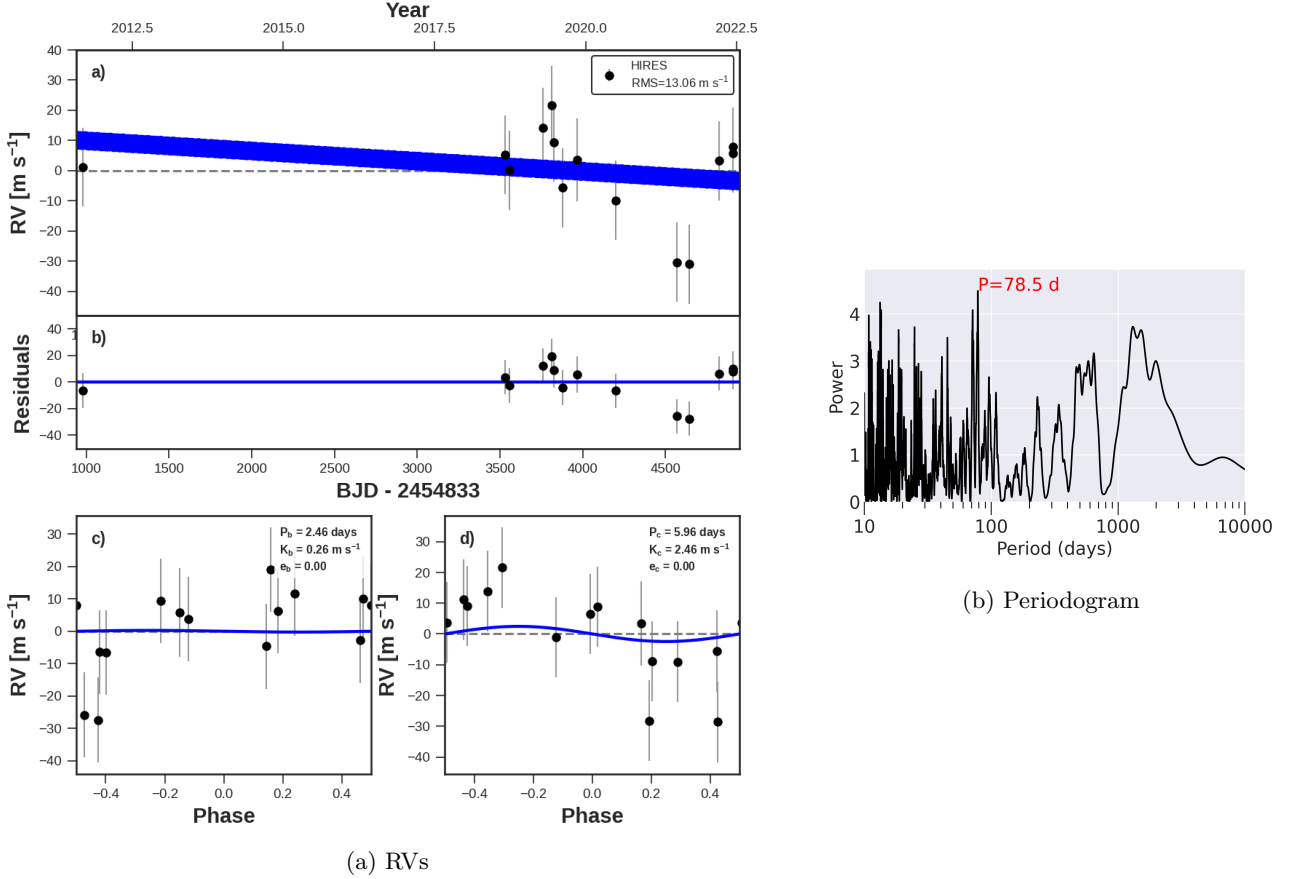 Year
2012.5 2015.0 2017.5 2020.0 2022.5
a)
HIRES
RMS=13.06 m s⁻¹
RV [m s⁻¹]
40
30
20
10
0
−10
−20
−30
−40
b)
Residuals
40
20
0
−20
−40
1000 1500 2000 2500 3000 3500 4000 4500
BJD - 2454833
c)
P_b = 2.46 days
K_b = 0.26 m s⁻¹
e_b = 0.00
RV [m s⁻¹]
30
20
10
0
−10
−20
−30
−40
−0.4 −0.2 0.0 0.2 0.4
Phase
d)
P_c = 5.96 days
K_c = 2.46 m s⁻¹
e_c = 0.00
RV [m s⁻¹]
30
20
10
0
−10
−20
−30
−40
−0.4 −0.2 0.0 0.2 0.4
Phase
(a) RVs
P=78.5 d
Power
4
3
2
1
0
10 100 1000 10000
Period (days)
(b) Periodogram